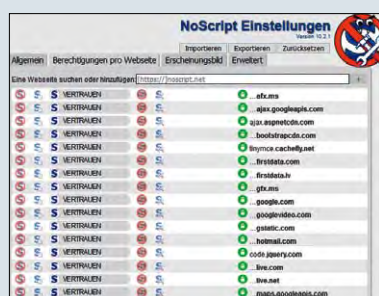 NoScript Einstellungen
Version 10.2.1
Importieren Exportieren Zurücksetzen
Allgemein Berechtigungen pro Webseite Erscheinungsbild Erweitert
Eine Webseite suchen oder hinzufügen: [https://]noscript.net +
VERTRAUEN ...afx.ms
VERTRAUEN ...ajax.googleapis.com
VERTRAUEN ajax.aspnetcdn.com
VERTRAUEN ...bootstrapcdn.com
VERTRAUEN tinymce.cachefly.net
VERTRAUEN ...firstdata.com
VERTRAUEN ...firstdata.lv
VERTRAUEN ...gfx.ms
VERTRAUEN ...google.com
VERTRAUEN ...googlevideo.com
VERTRAUEN ...gstatic.com
VERTRAUEN ...hotmail.com
VERTRAUEN code.jquery.com
VERTRAUEN ...live.com
VERTRAUEN ...live.net
VERTRAUEN ...maps.googleapis.com